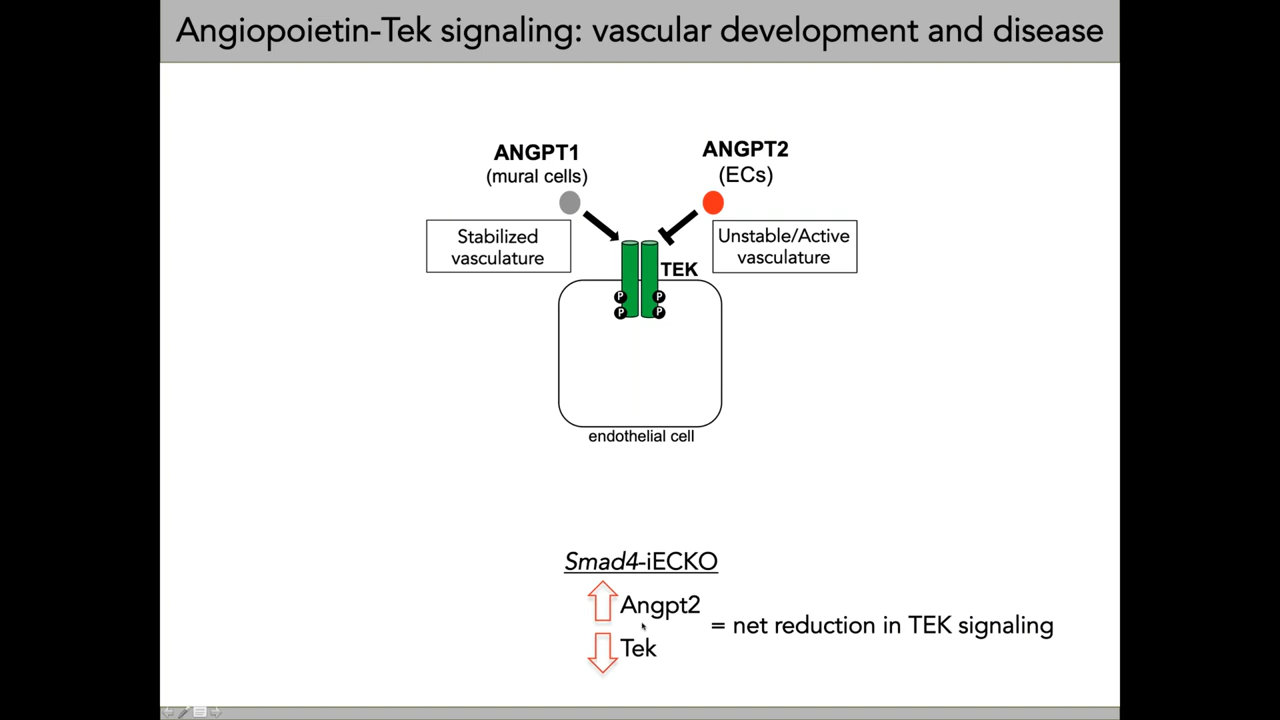 Angiopoietin-Tek signaling: vascular development and disease
ANGPT1
(mural cells)
ANGPT2
(ECs)
Stabilized
vasculature
Unstable/Active
vasculature
TEK
P P
P P
endothelial cell
Smad4-iECKO
Angpt2
= net reduction in TEK signaling
Tek